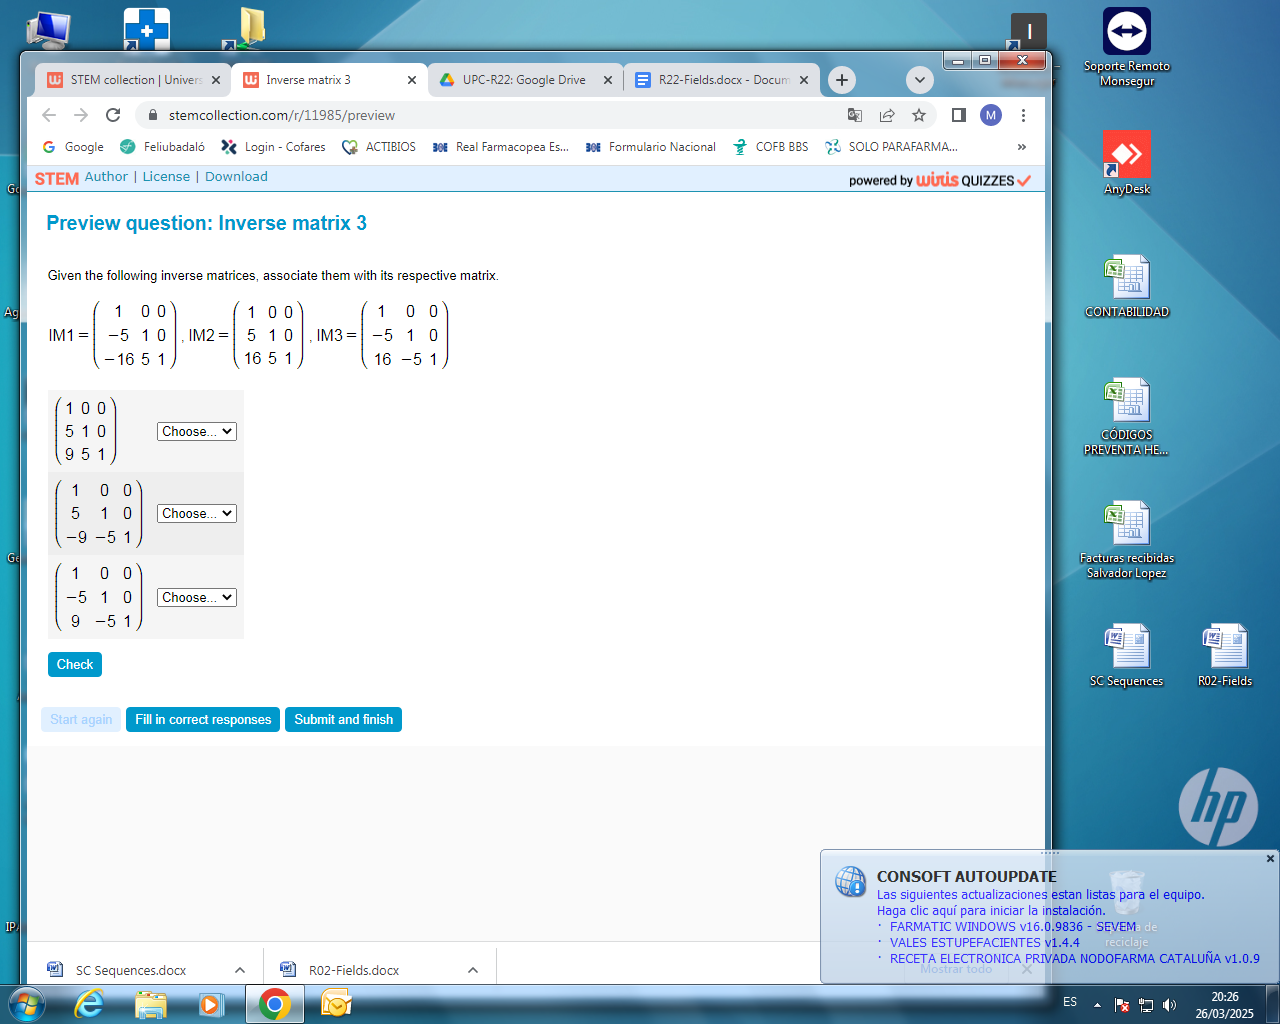 I
Soporte Remoto
Monsegur
STEM collection | Univers
Inverse matrix 3
UPC-R22: Google Drive
R22-Fields.docx - Docum
stemcollection.com/r/11985/preview
M
Google
Feliubadaló
Login - Cofares
ACTIBIOS
Real Farmacopea Es...
Formulario Nacional
COFB BBS
SOLO PARAFARMA...
»
STEM Author | License | Download
powered by wiris QUIZZES
AnyDesk
Preview question: Inverse matrix 3
Given the following inverse matrices, associate them with its respective matrix.
IM1 = ( 1 0 0 −5 1 0 −16 5 1 ) , IM2 = ( 1 0 0 5 1 0 16 5 1 ) , IM3 = ( 1 0 0 −5 1 0 16 −5 1 )
CONTABILIDAD
1 0 0
5 1 0 Choose...
9 5 1
CÓDIGOS
PREVENTA HE...
1 0 0
5 1 0 Choose...
−9 −5 1
Facturas recibidas
Salvador Lopez
1 0 0
−5 1 0 Choose...
9 −5 1
Check
SC Sequences
R02-Fields
Start again
Fill in correct responses
Submit and finish
hp
CONSOFT AUTOUPDATE
Las siguientes actualizaciones estan listas para el equipo.
Haga clic aquí para iniciar la instalación.
· FARMATIC WINDOWS v16.0.9836 - SEVEM
· VALES ESTUPEFACIENTES v1.4.4
· RECETA ELECTRONICA PRIVADA NODOFARMA CATALUÑA v1.0.9
reciclaje
Mostrar todo
SC Sequences.docx
R02-Fields.docx
ES
20:26
26/03/2025